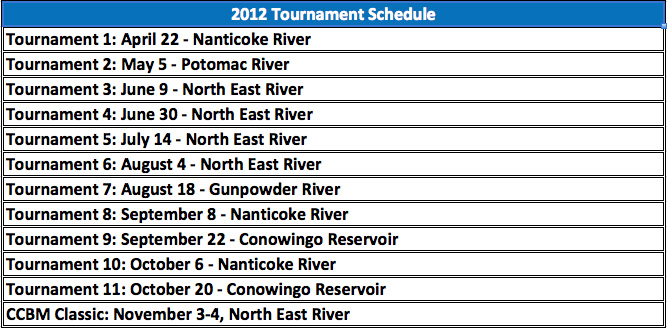 2012 Tournament Schedule
Tournament 1: April 22 - Nanticoke River
Tournament 2: May 5 - Potomac River
Tournament 3: June 9 - North East River
Tournament 4: June 30 - North East River
Tournament 5: July 14 - North East River
Tournament 6: August 4 - North East River
Tournament 7: August 18 - Gunpowder River
Tournament 8: September 8 - Nanticoke River
Tournament 9: September 22 - Conowingo Reservoir
Tournament 10: October 6 - Nanticoke River
Tournament 11: October 20 - Conowingo Reservoir
CCBM Classic: November 3-4, North East River